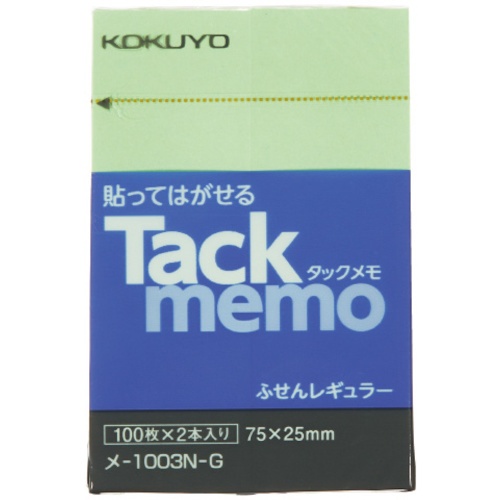 KOKUYO
貼ってはがせる
Tack
タックメモ
memo
ふせんレギュラー
100枚×2本入り 75×25mm
メ-1003N-G